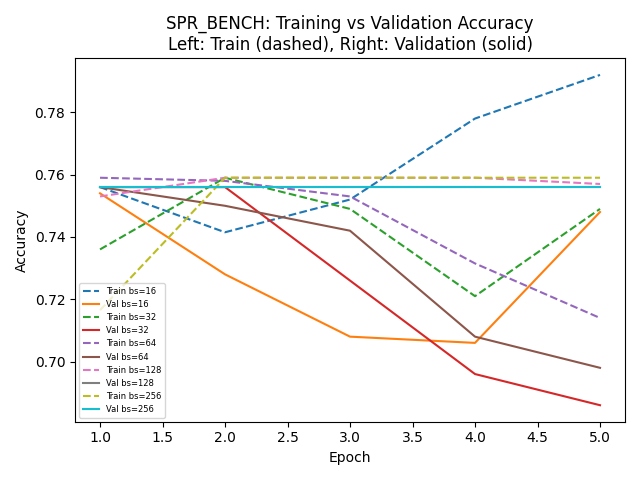 SPR_BENCH: Training vs Validation Accuracy
Left: Train (dashed), Right: Validation (solid)
Accuracy
0.78
0.76
0.74
0.72
0.70
Train bs=16
Val bs=16
Train bs=32
Val bs=32
Train bs=64
Val bs=64
Train bs=128
Val bs=128
Train bs=256
Val bs=256
1.0 1.5 2.0 2.5 3.0 3.5 4.0 4.5 5.0
Epoch